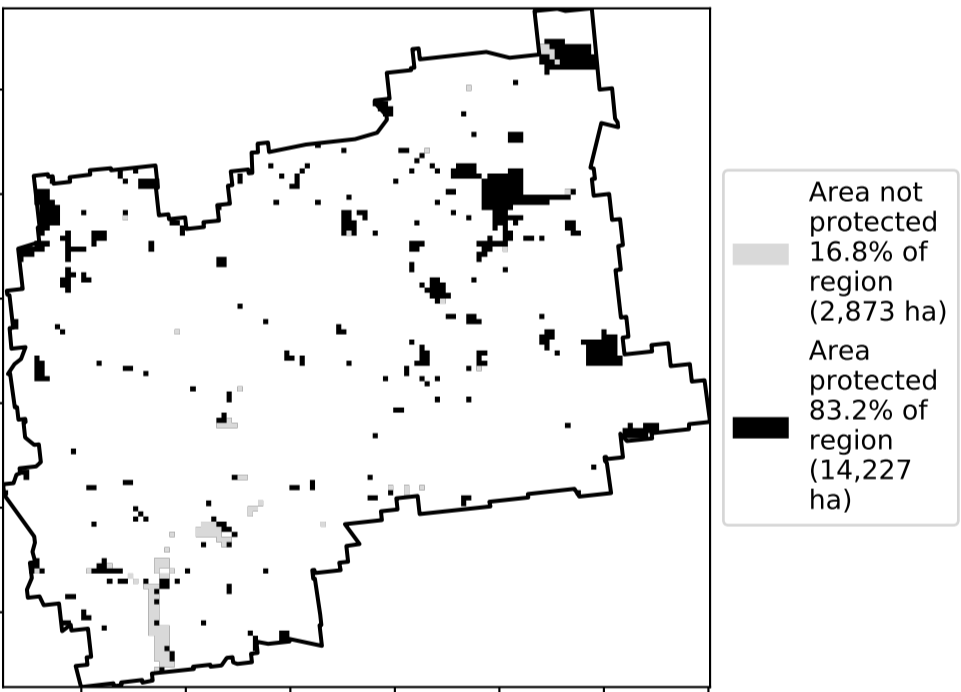 Area not
protected
16.8% of
region
(2,873 ha)
Area
protected
83.2% of
region
(14,227
ha)